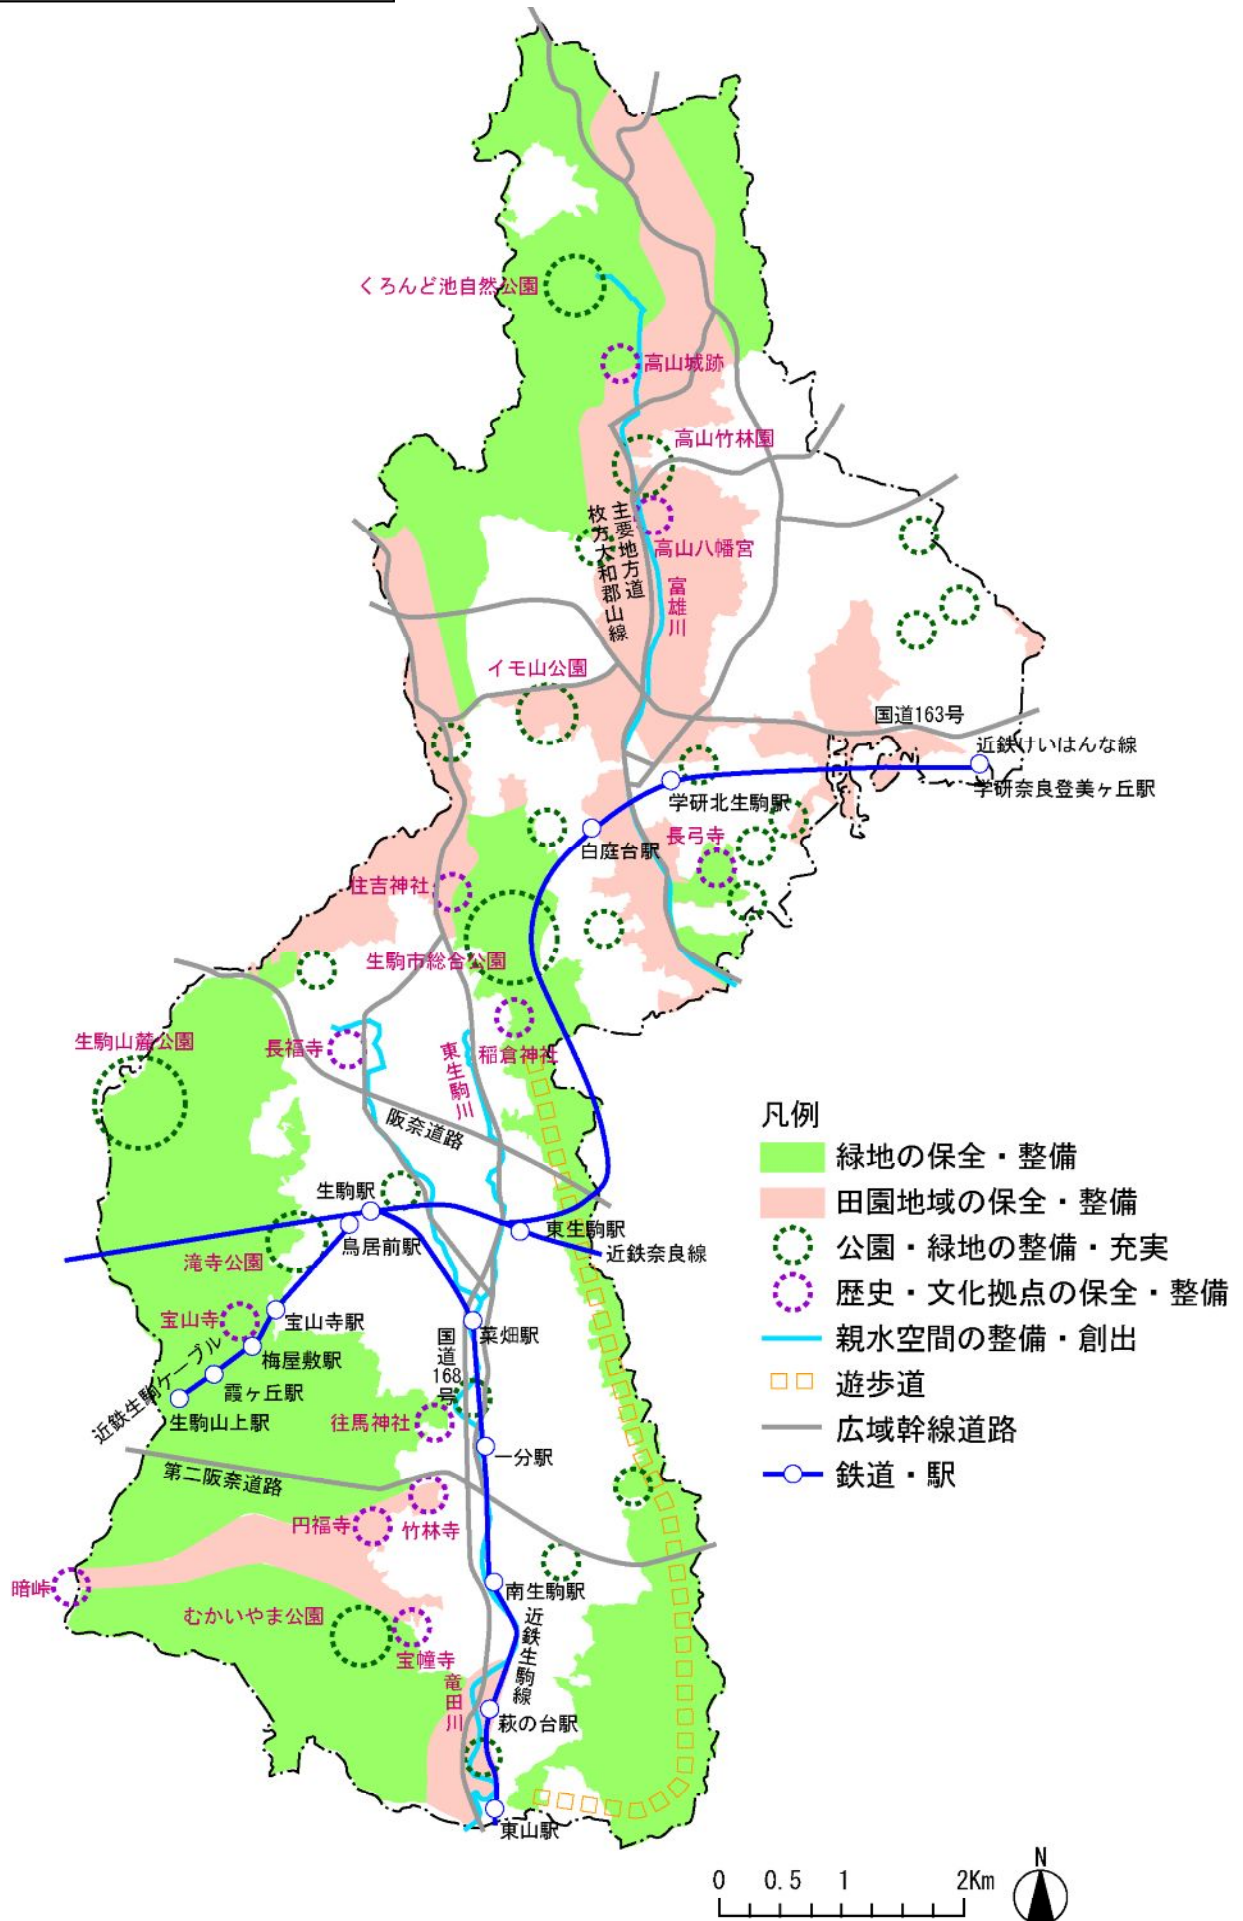 くろんど池自然公園
高山城跡
高山竹林園
主要地方道
枚方大和郡山線
高山八幡宮
富雄川
イモ山公園
国道163号
近鉄けいはんな線
学研奈良登美ヶ丘駅
学研北生駒駅
長弓寺
白庭台駅
住吉神社
生駒市総合公園
生駒山麓公園
長福寺
東生駒川
稲倉神社
阪奈道路
生駒駅
鳥居前駅
東生駒駅
近鉄奈良線
滝寺公園
宝山寺
宝山寺駅
菜畑駅
梅屋敷駅
国道168号
近鉄生駒ケーブル
霞ヶ丘駅
生駒山上駅
往馬神社
一分駅
第二阪奈道路
円福寺
竹林寺
暗峠
南生駒駅
むかいやま公園
宝幢寺
近鉄生駒線
竜田川
萩の台駅
東山駅
凡例
緑地の保全・整備
田園地域の保全・整備
公園・緑地の整備・充実
歴史・文化拠点の保全・整備
親水空間の整備・創出
遊歩道
広域幹線道路
鉄道・駅
N
0 0.5 1 2Km